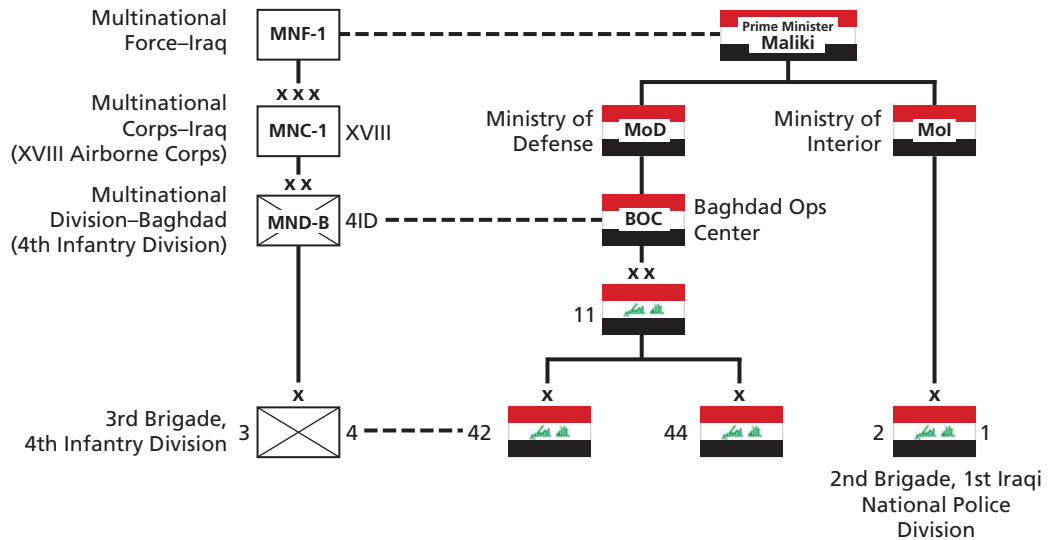 Multinational
Force–Iraq
MNF-1
Prime Minister
Maliki
x x x
Multinational
Corps–Iraq
(XVIII Airborne Corps)
MNC-1
XVIII
Ministry of
Defense
MoD
Ministry of
Interior
MoI
x x
Multinational
Division–Baghdad
(4th Infantry Division)
MND-B
4ID
BOC
Baghdad Ops
Center
x x
11
x
x
x
x
3rd Brigade,
4th Infantry Division
3
4
42
44
2
1
2nd Brigade, 1st Iraqi
National Police
Division